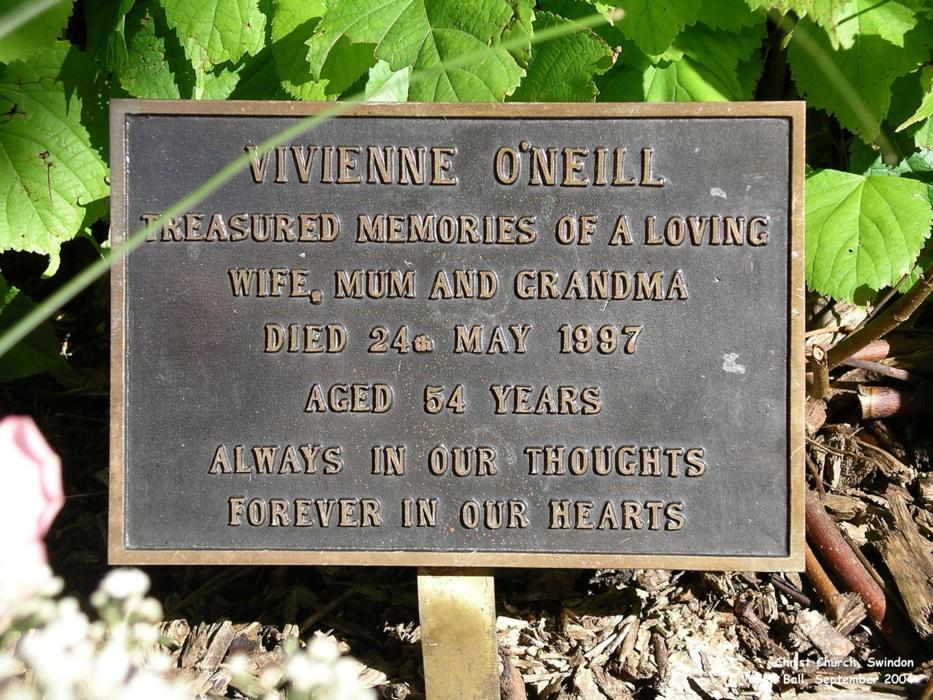 VIVIENNE O'NEILL
TREASURED MEMORIES OF A LOVING
WIFE, MUM AND GRANDMA
DIED 24th MAY 1997
AGED 54 YEARS
ALWAYS IN OUR THOUGHTS
FOREVER IN OUR HEARTS
Christ Church, Swindon
Ball, September 2004